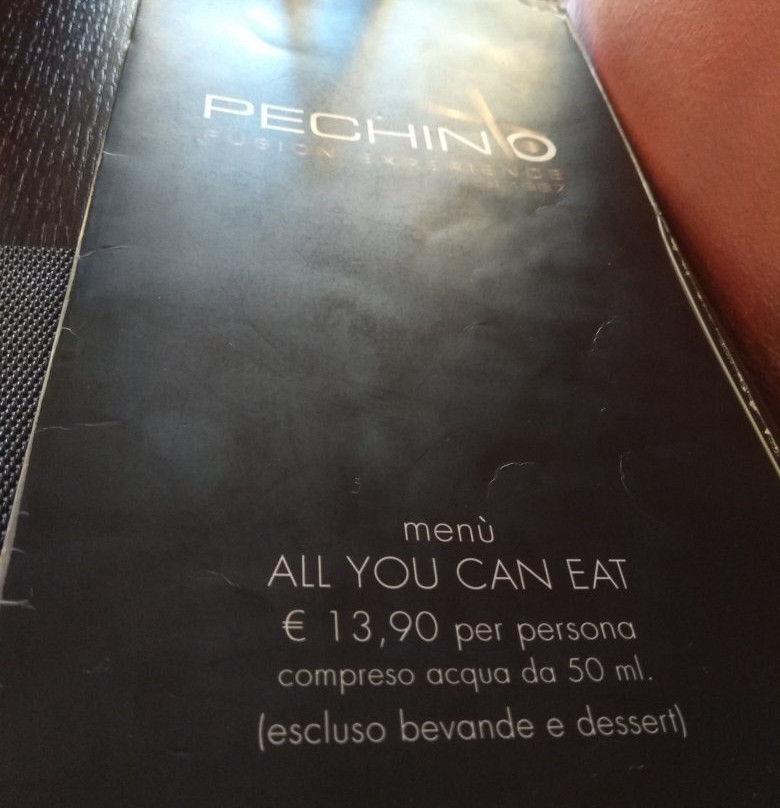 PECHINO
FUSION EXPERIENCE
1987
menù
ALL YOU CAN EAT
€ 13,90 per persona
compreso acqua da 50 ml.
(escluso bevande e dessert)